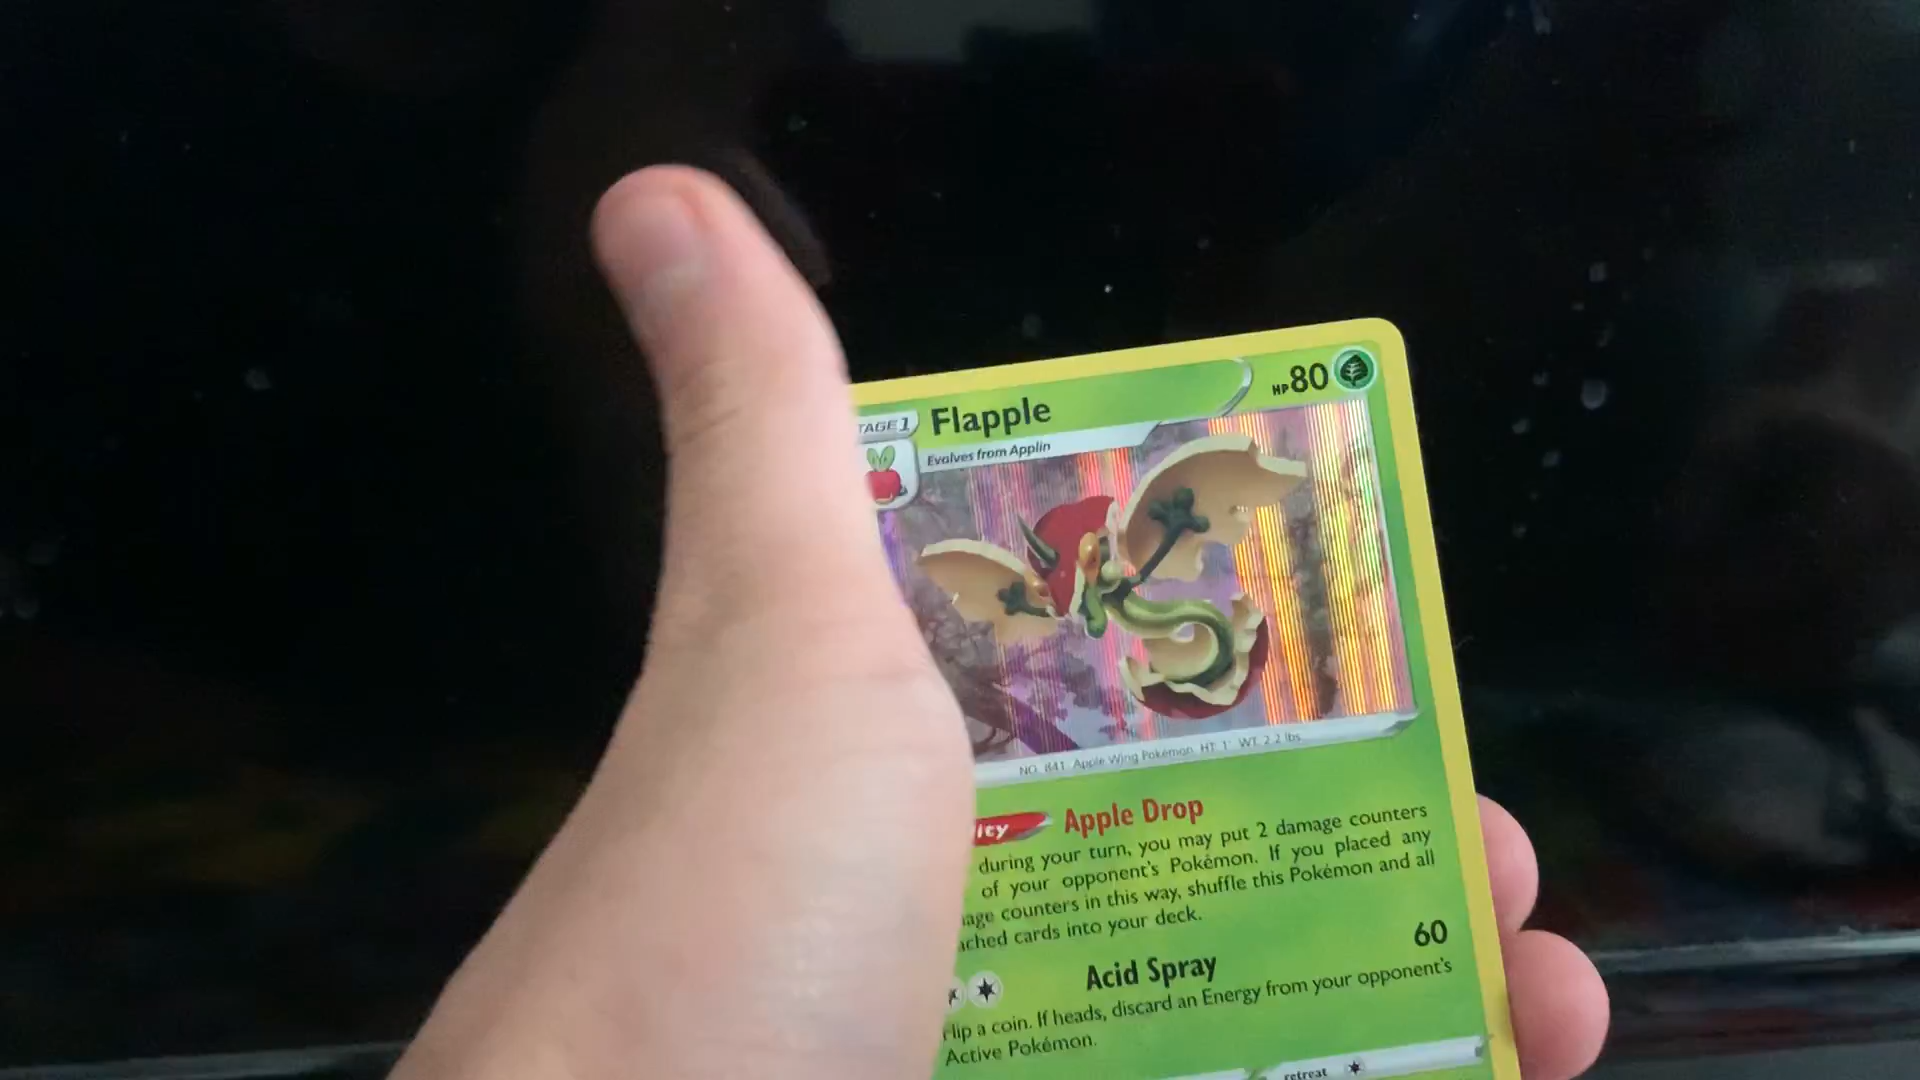 TAGE1 Flapple HP80
Evolves from Applin
NO. 841 Apple Wing Pokémon HT. 1' WT. 2.2 lbs.
ity Apple Drop
during your turn, you may put 2 damage counters
of your opponent's Pokémon. If you placed any
age counters in this way, shuffle this Pokémon and all
ached cards into your deck.
Acid Spray 60
Flip a coin. If heads, discard an Energy from your opponent's
Active Pokémon.
retreat